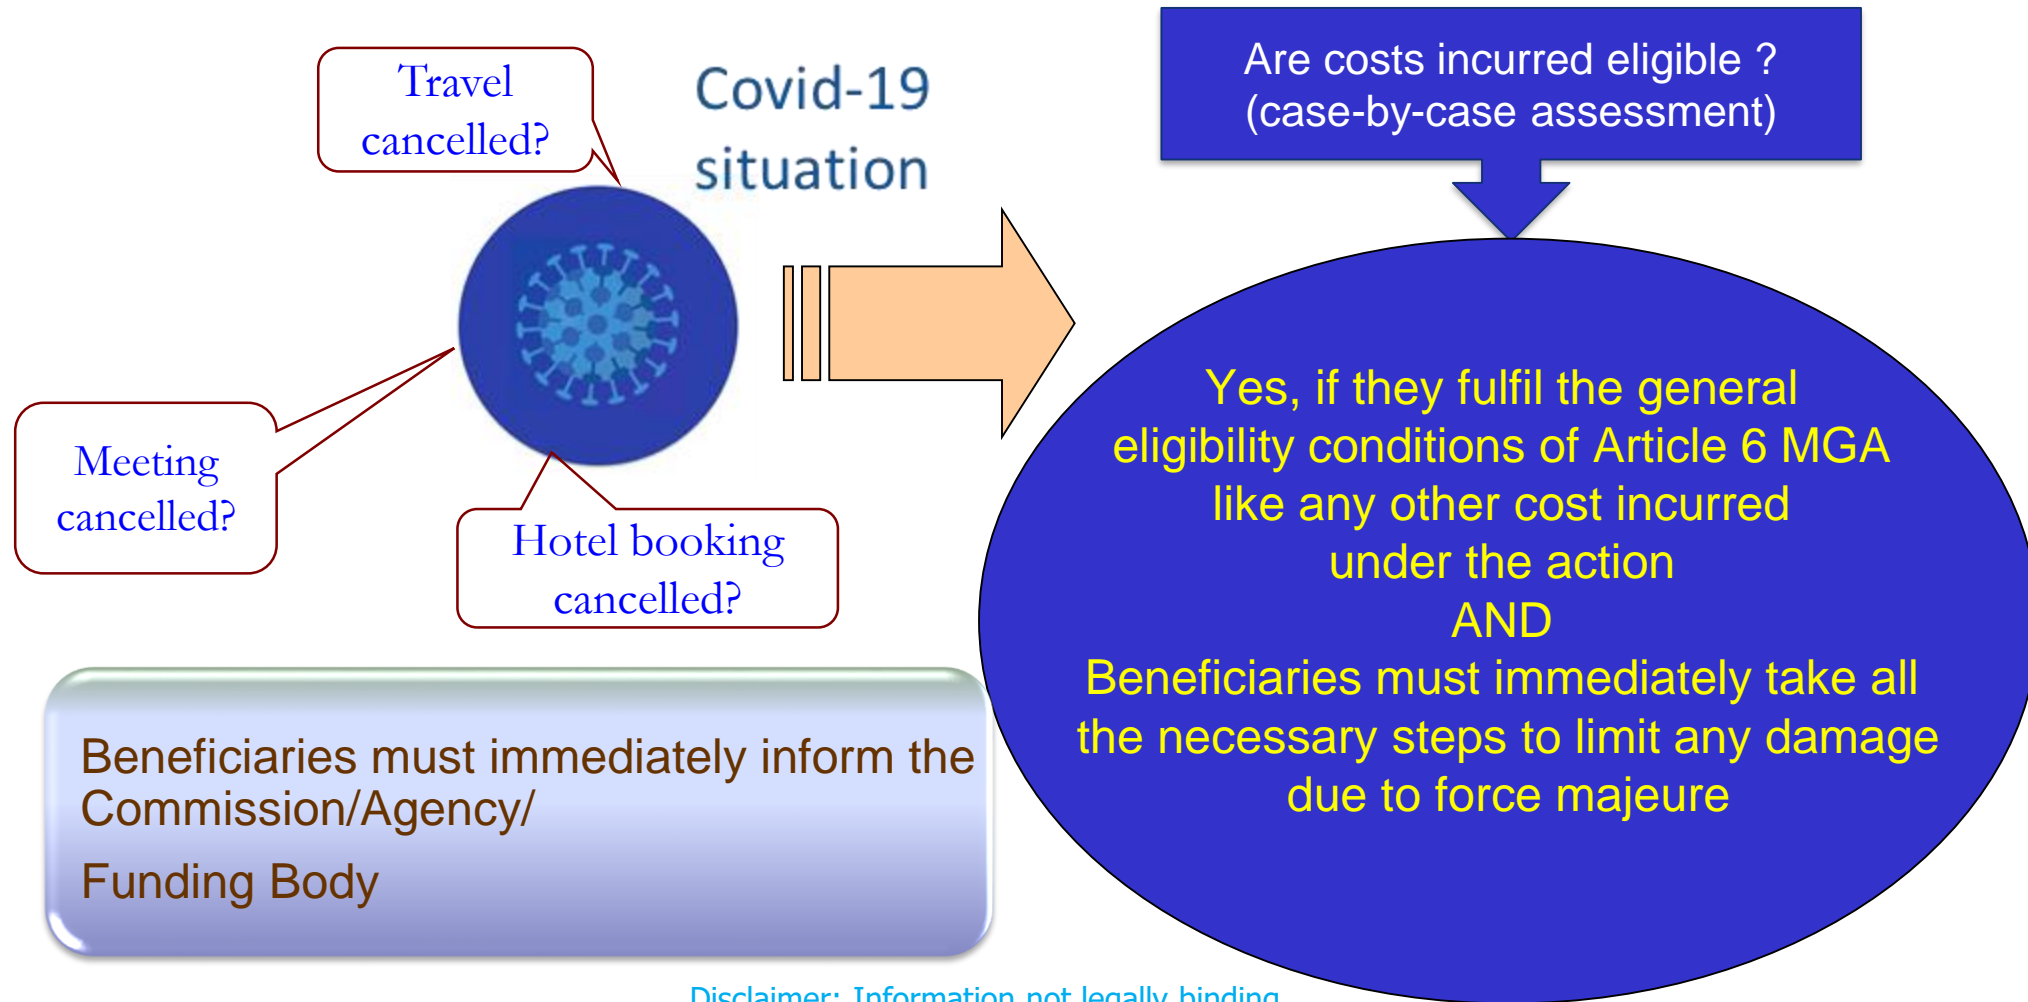 Travel
cancelled?
Covid-19
situation
Are costs incurred eligible ?
(case-by-case assessment)
Meeting
cancelled?
Hotel booking
cancelled?
Yes, if they fulfil the general
eligibility conditions of Article 6 MGA
like any other cost incurred
under the action
AND
Beneficiaries must immediately take all
the necessary steps to limit any damage
due to force majeure
Beneficiaries must immediately inform the
Commission/Agency/
Funding Body
Disclaimer: Information not legally binding